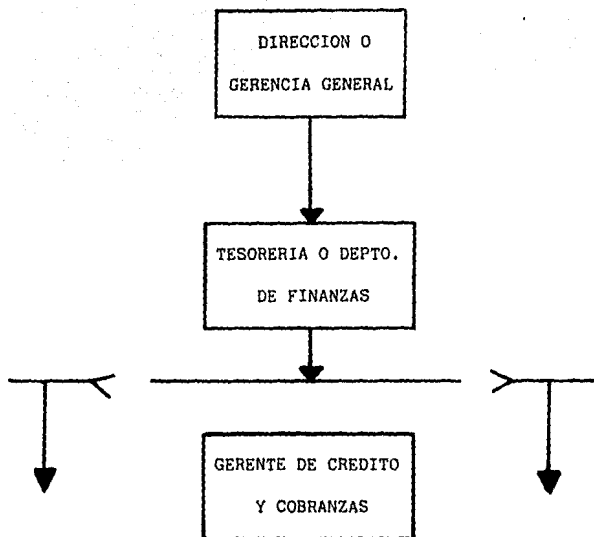 DIRECCION O
GERENCIA GENERAL
TESORERIA O DEPTO.
DE FINANZAS
GERENTE DE CREDITO
Y COBRANZAS